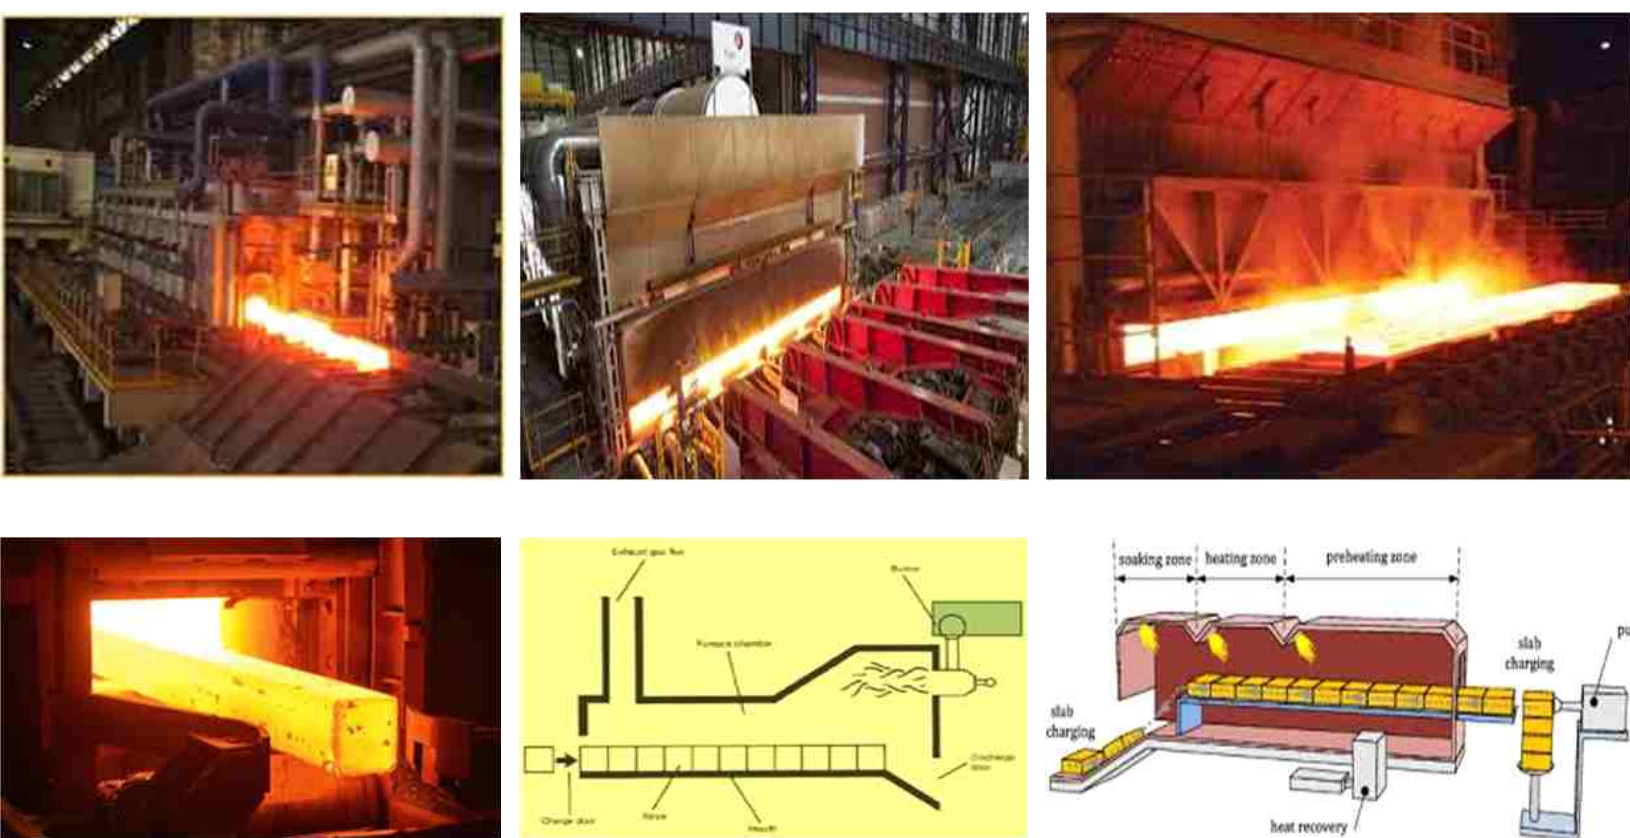 Exhaust gas flue
Burner
Furnace chamber
Charge door
Hearth
Discharge
door
soaking zone
heating zone
preheating zone
slab
charging
pu
slab
charging
heat recovery